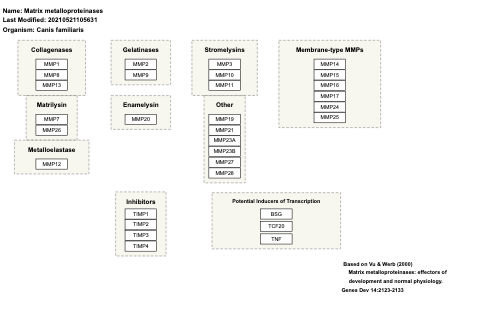 Name: Matrix metalloproteinases
Last Modified: 20210521105631
Organism: Canis familiaris
Collagenases
MMP1
MMP8
MMP13
Gelatinases
MMP2
MMP9
Stromelysins
MMP3
MMP10
MMP11
Membrane-type MMPs
MMP14
MMP15
MMP16
MMP17
MMP24
MMP25
Matrilysin
MMP7
MMP26
Enamelysin
MMP20
Other
MMP19
MMP21
MMP23A
MMP23B
MMP27
MMP28
Metalloelastase
MMP12
Inhibitors
TIMP1
TIMP2
TIMP3
TIMP4
Potential Inducers of Transcription
BSG
TCF20
TNF
Based on Vu & Werb (2000)
Matrix metalloproteinases: effectors of
development and normal physiology.
Genes Dev 14:2123-2133